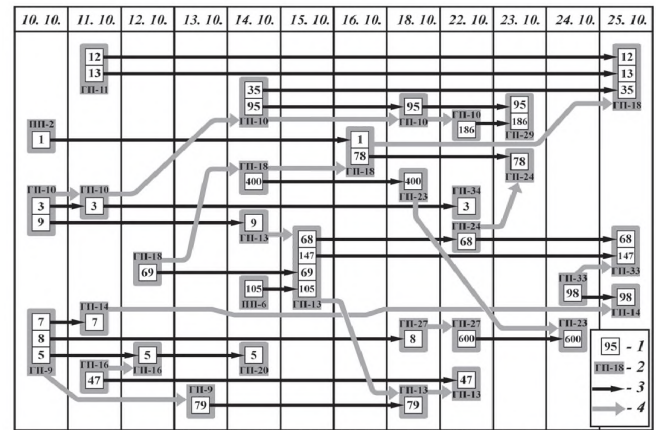 10. 10. 11. 10. 12. 10. 13. 10. 14. 10. 15. 10. 16. 10. 18. 10. 22. 10. 23. 10. 24. 10. 25. 10.
12 12
13 13
ГП-11
35 35
ГП-18
95 95 95
ГП-10 ГП-10 ГП-10
186 186
ГП-29
ПП-2
1 1
78 78
ГП-18 ГП-24
ГП-18
400 400
ГП-23
ГП-10 ГП-10 ГП-34
3 3 3
9 9
ГП-13
ГП-24
68 68 68
147 147
ГП-33
ГП-18
69 69
105 105
ПП-6 ГП-13
ГП-33
98 98
ГП-14
ГП-14
7 7
ГП-27 ГП-27 ГП-23
8 8 600 600
5 5 5
ГП-9 ГП-16 ГП-16 ГП-20
47 47
ГП-13
ГП-9 ГП-13
79 79
95 - 1
ГП-18 - 2
- 3
- 4